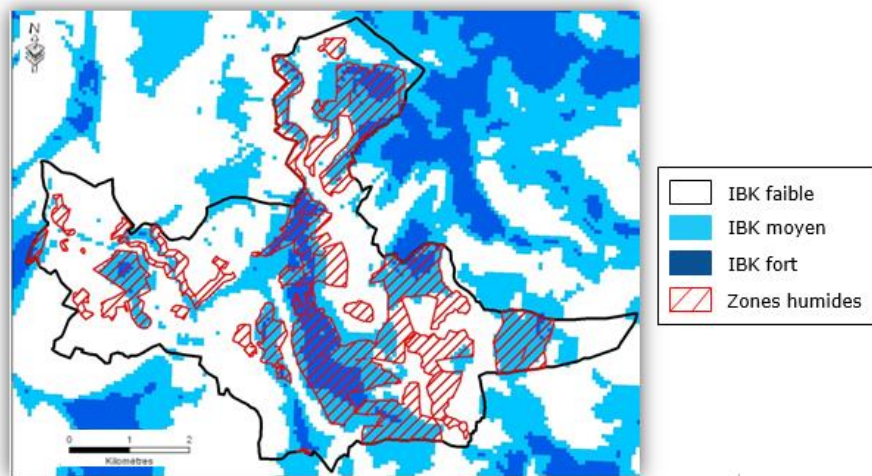 N
IBK faible
IBK moyen
IBK fort
Zones humides
0 1 2
Kilomètres